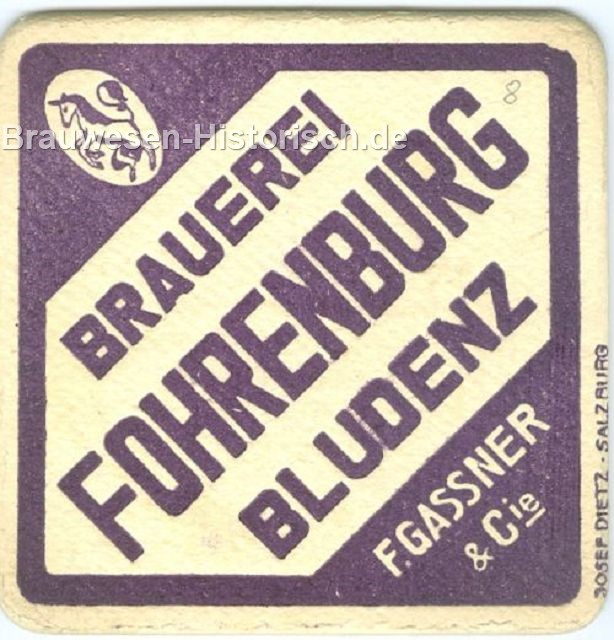 8
Brauwesen-Historisch.de
BRAUEREI
FOHRENBURG
BLUDENZ
F. GASSNER
& Cie
JOSEF DIETZ - SALZBURG